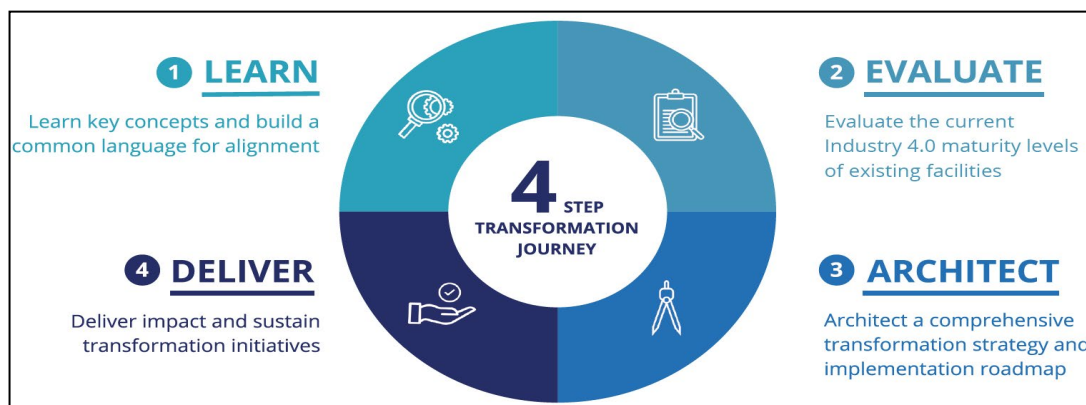 1 LEARN
Learn key concepts and build a
common language for alignment
2 EVALUATE
Evaluate the current
Industry 4.0 maturity levels
of existing facilities
4 STEP
TRANSFORMATION
JOURNEY
3 ARCHITECT
Architect a comprehensive
transformation strategy and
implementation roadmap
4 DELIVER
Deliver impact and sustain
transformation initiatives